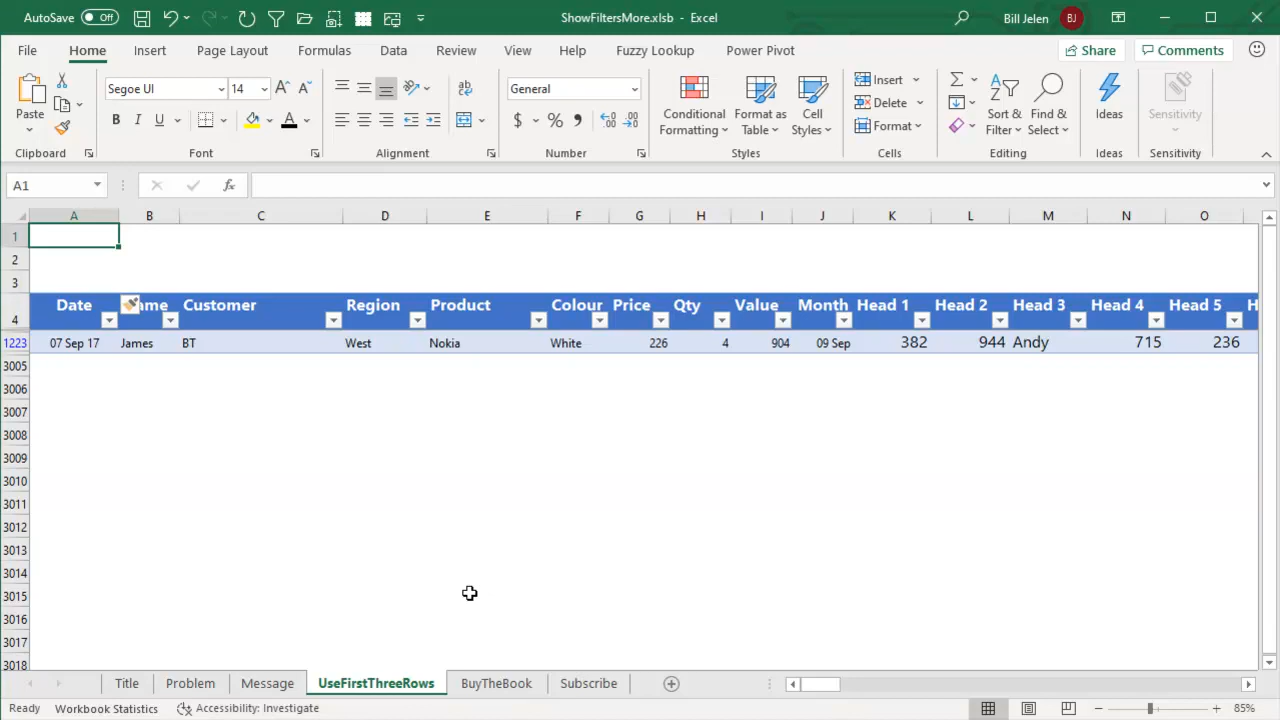 AutoSave Off ShowFiltersMore.xlsb - Excel Bill Jelen BJ
File Home Insert Page Layout Formulas Data Review View Help Fuzzy Lookup Power Pivot Share Comments
Segoe UI 14 General Insert
Paste Conditional Formatting Format as Table Cell Styles Delete Sort & Filter Find & Select Ideas Sensitivity
Format
Clipboard Font Alignment Number Styles Cells Editing Ideas Sensitivity
A1 fx
A B C D E F G H I J K L M N O
1
2
3
Date ame Customer Region Product Colour Price Qty Value Month Head 1 Head 2 Head 3 Head 4 Head 5 H
4
1223 07 Sep 17 James BT West Nokia White 226 4 904 09 Sep 382 944 Andy 715 236
3005
3006
3007
3008
3009
3010
3011
3012
3013
3014
3015
3016
3017
3018
Title Problem Message UseFirstThreeRows BuyTheBook Subscribe
Ready Workbook Statistics Accessibility: Investigate 85%